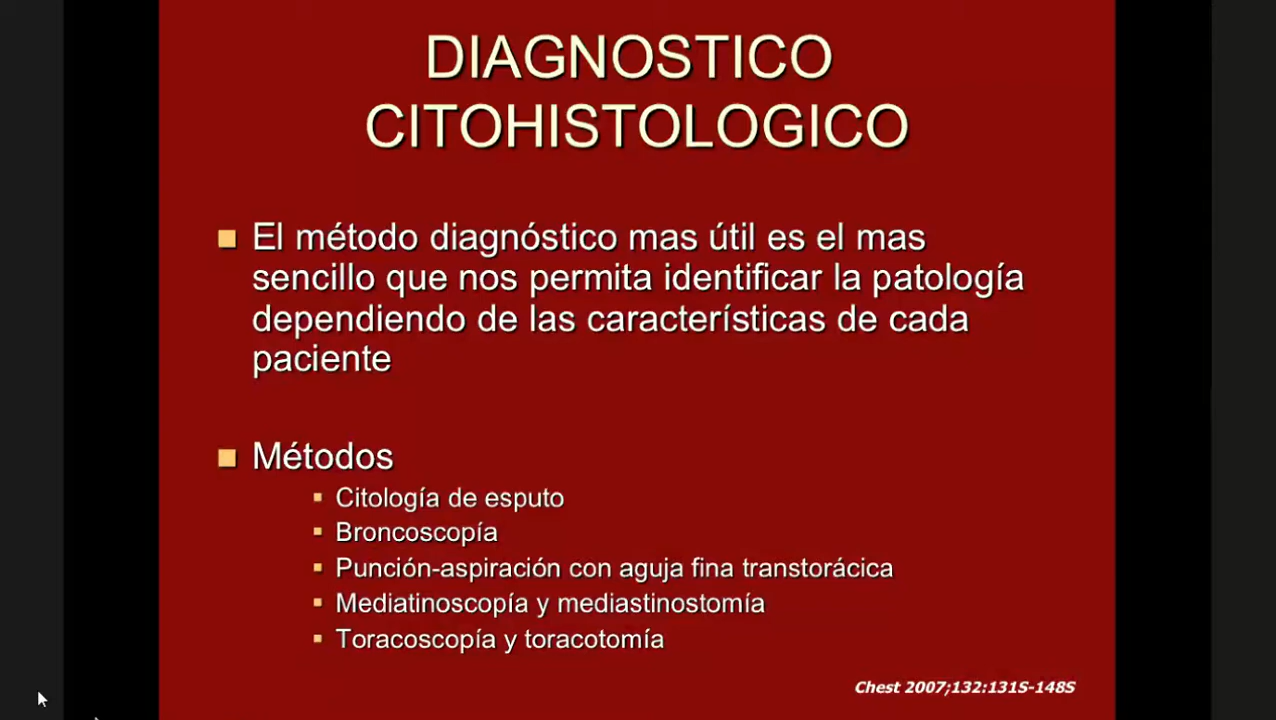 DIAGNOSTICO
CITOHISTOLOGICO
El método diagnóstico mas útil es el mas
sencillo que nos permita identificar la patología
dependiendo de las características de cada
paciente
Métodos
Citología de esputo
Broncoscopía
Punción-aspiración con aguja fina transtorácica
Mediatinoscopía y mediastinostomía
Toracoscopía y toracotomía
Chest 2007;132:131S-148S